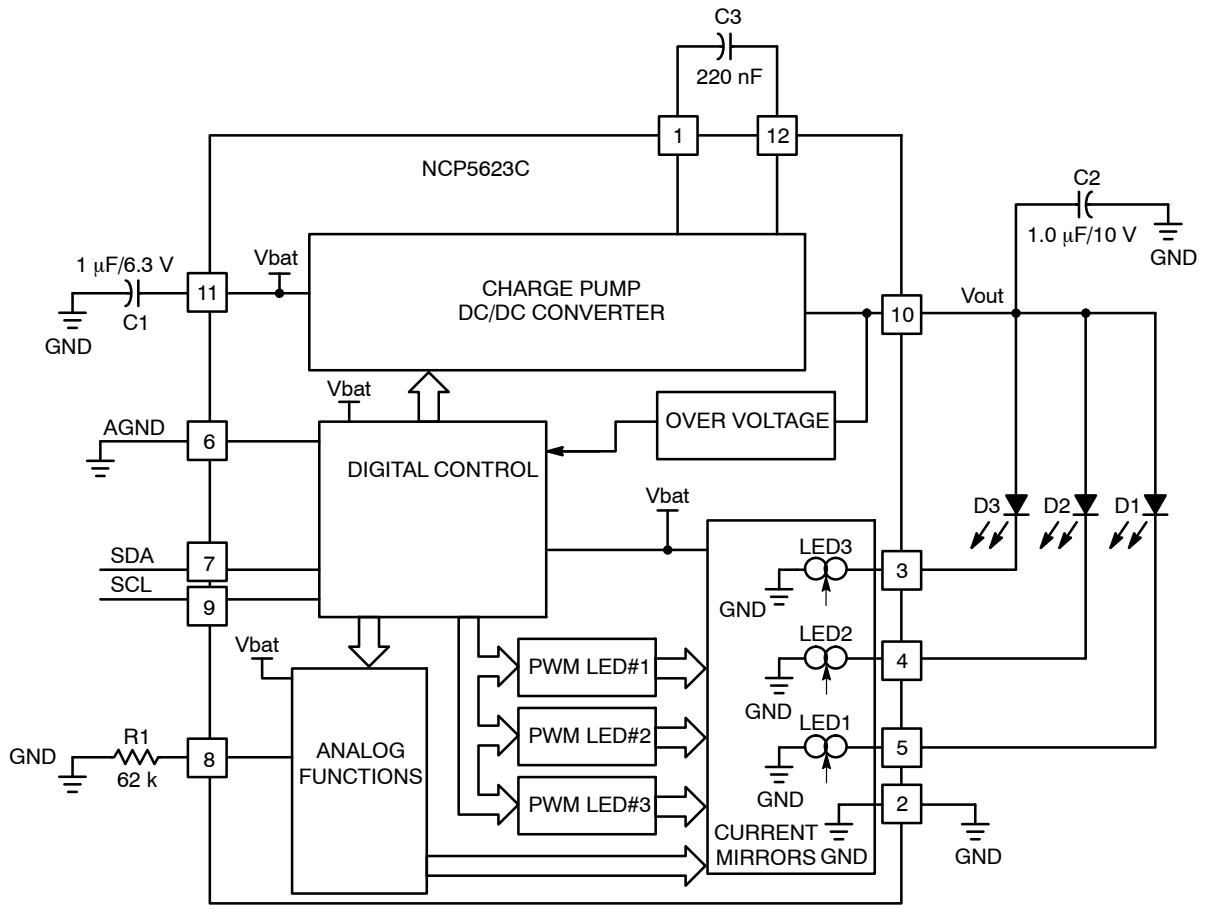 C3
220 nF
1
12
NCP5623C
C2
1.0 μF/10 V
GND
1 μF/6.3 V
Vbat
11
C1
GND
CHARGE PUMP
DC/DC CONVERTER
Vout
10
Vbat
AGND
6
OVER VOLTAGE
DIGITAL CONTROL
Vbat
D3
D2
D1
SDA
7
SCL
9
LED3
GND
3
Vbat
PWM LED#1
LED2
GND
4
R1
GND
62 k
8
ANALOG
FUNCTIONS
PWM LED#2
LED1
GND
5
PWM LED#3
2
CURRENT
MIRRORS
GND
GND